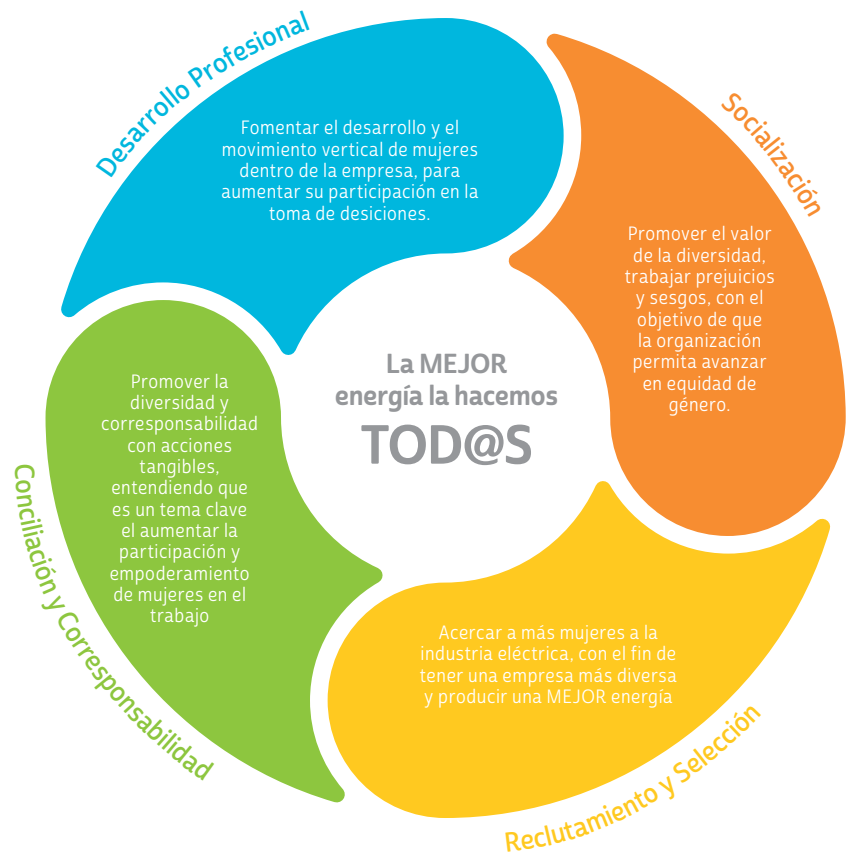 Desarrollo Profesional
Fomentar el desarrollo y el
movimiento vertical de mujeres
dentro de la empresa, para
aumentar su participación en la
toma de desiciones.
Socialización
Promover el valor
de la diversidad,
trabajar prejuicios
y sesgos, con el
objetivo de que
la organización
permita avanzar
en equidad de
género.
La MEJOR
energía la hacemos
TOD@S
Promover la
diversidad y
corresponsabilidad
con acciones
tangibles,
entendiendo que
es un tema clave
el aumentar la
participación y
empoderamiento
de mujeres en el
trabajo
Conciliación y Corresponsabilidad
Acercar a más mujeres a la
industria eléctrica, con el fin de
tener una empresa más diversa
y producir una MEJOR energía
Reclutamiento y Selección